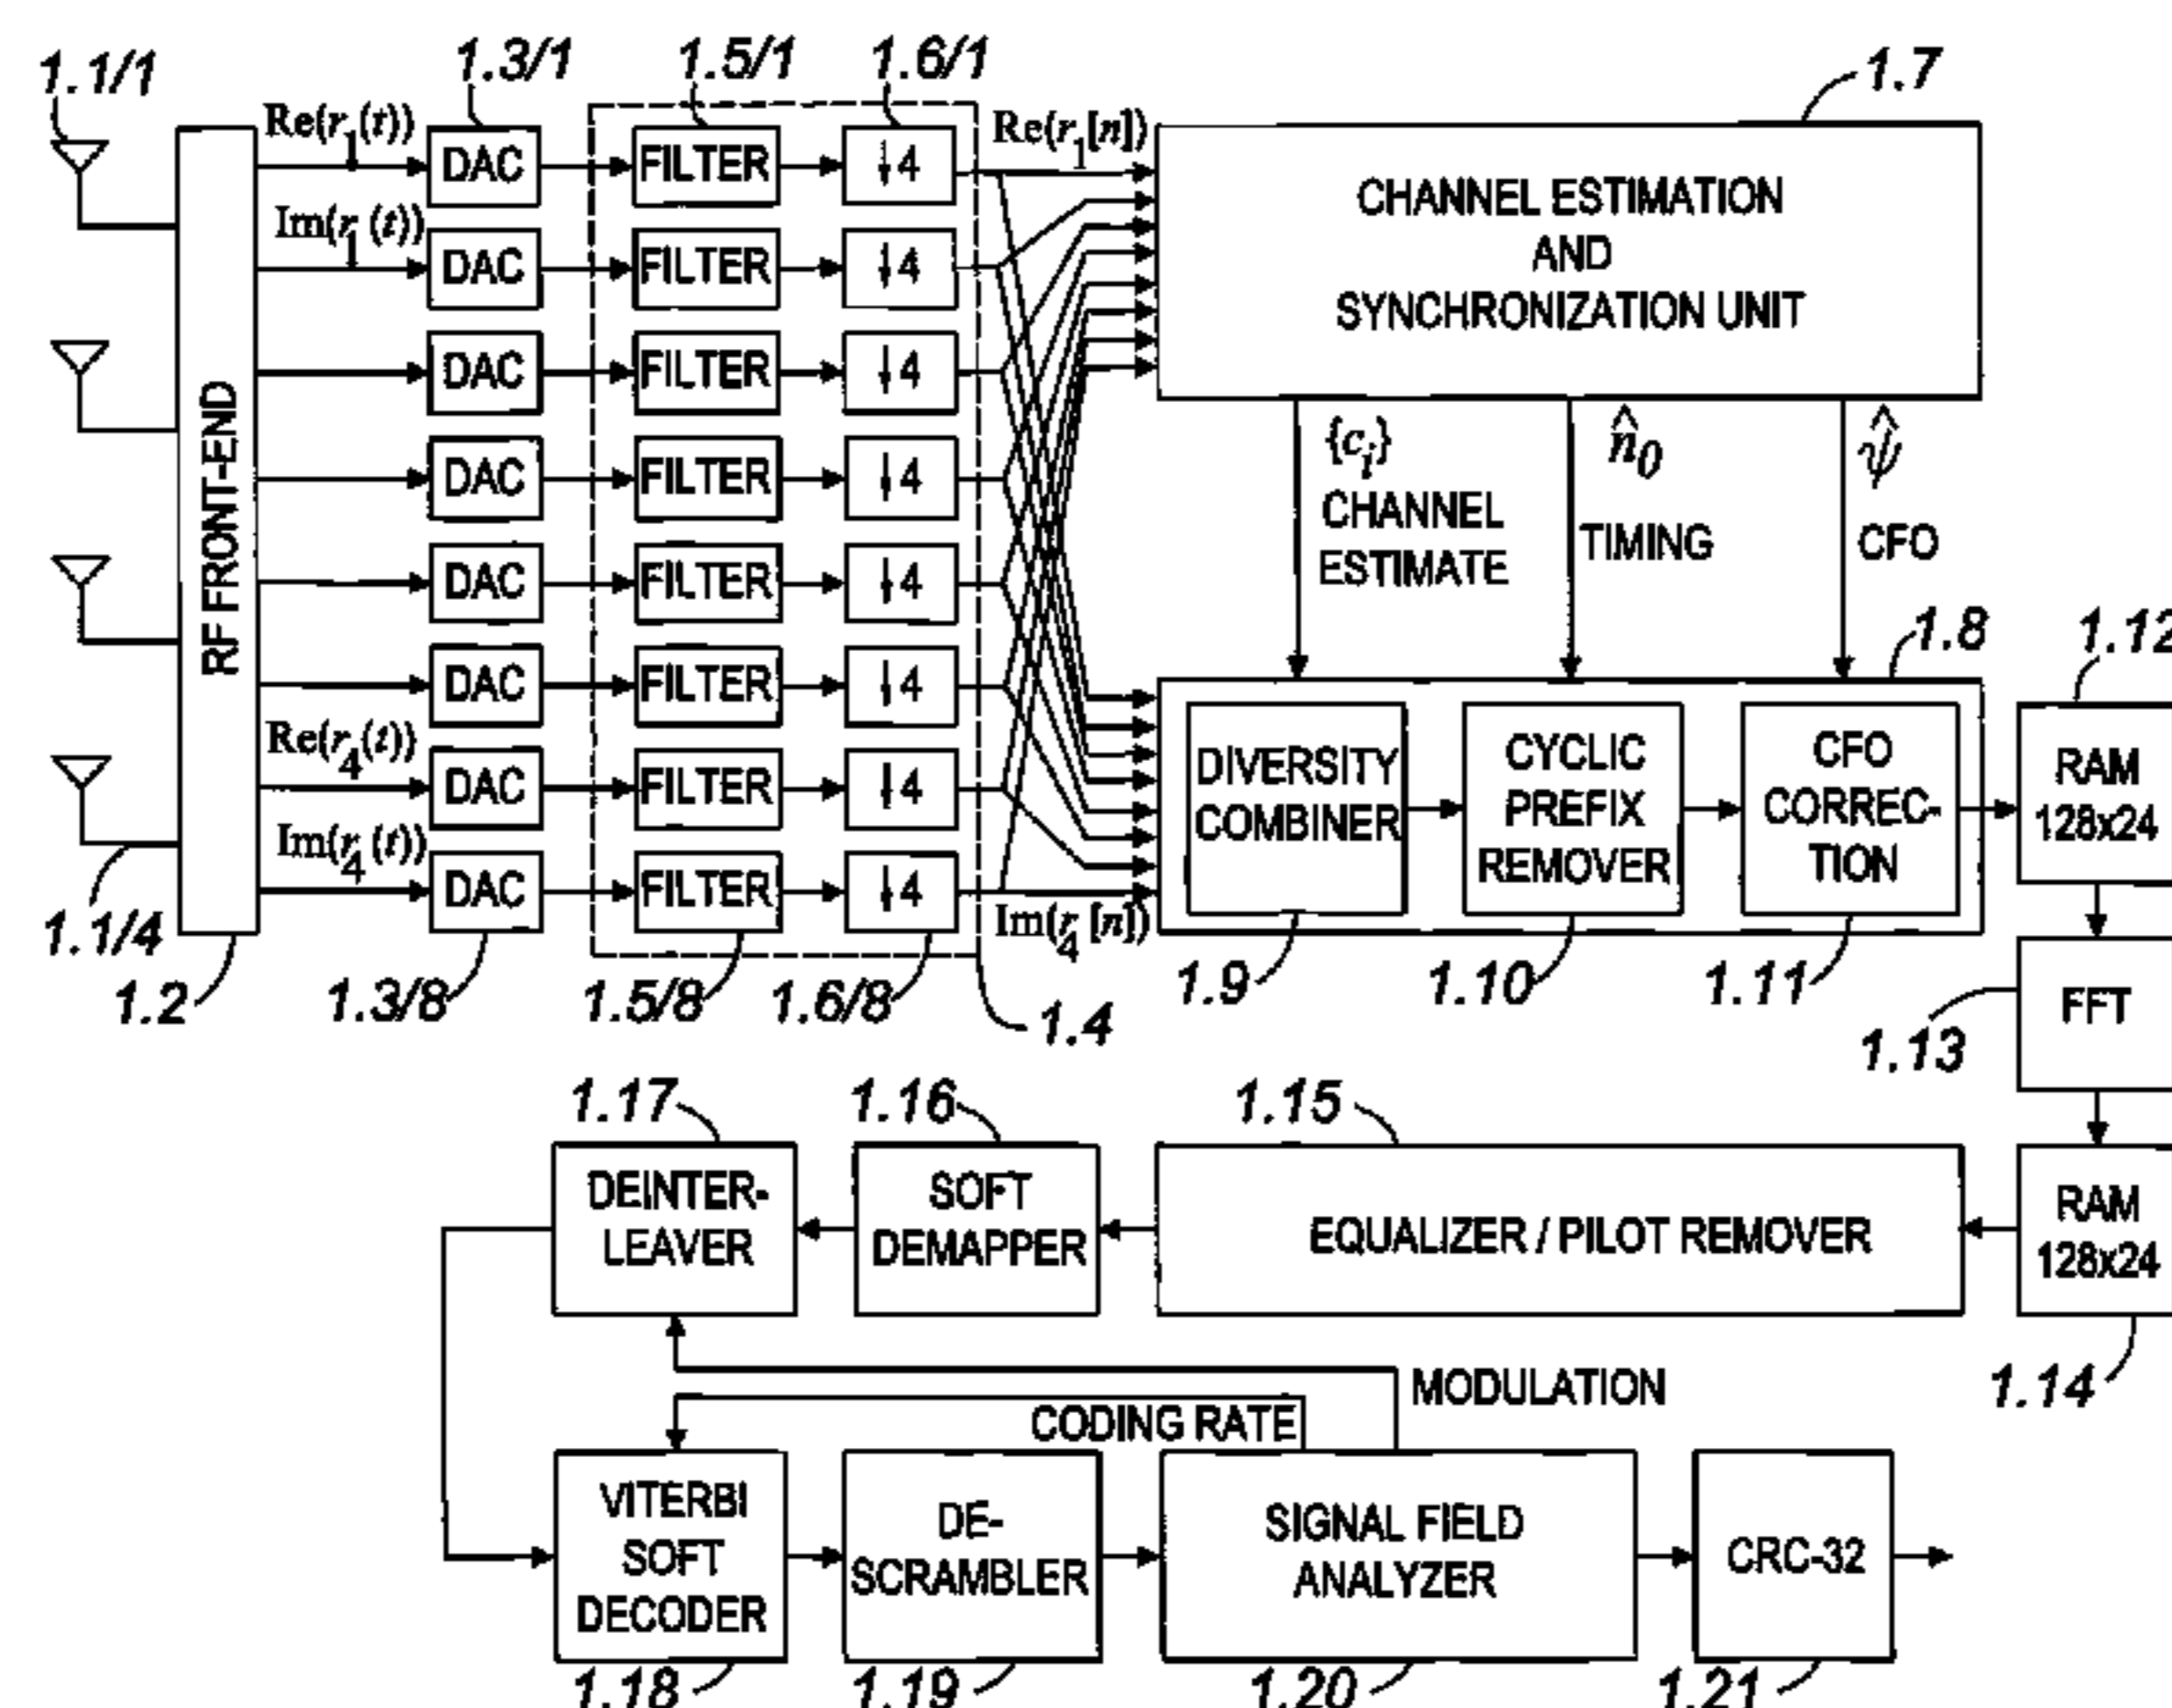 1.1/1
1.3/1
1.5/1
1.6/1
1.7
Re(r1(t))
Im(r1(t))
Re(r4(t))
Im(r4(t))
RF FRONT-END
1.1/4
1.2
DAC
DAC
DAC
DAC
DAC
DAC
DAC
DAC
1.3/8
FILTER
FILTER
FILTER
FILTER
FILTER
FILTER
FILTER
FILTER
1.5/8
↓4
↓4
↓4
↓4
↓4
↓4
↓4
↓4
1.6/8
1.4
Re(r1[n])
Im(r4[n])
CHANNEL ESTIMATION
AND
SYNCHRONIZATION UNIT
{ci}
CHANNEL
ESTIMATE
n̂0
TIMING
ψ̂
CFO
1.8
1.12
DIVERSITY
COMBINER
CYCLIC
PREFIX
REMOVER
CFO
CORREC-
TION
RAM
128x24
1.9
1.10
1.11
1.13
FFT
1.17
1.16
1.15
DEINTER-
LEAVER
SOFT
DEMAPPER
EQUALIZER / PILOT REMOVER
RAM
128x24
1.14
MODULATION
CODING RATE
VITERBI
SOFT
DECODER
DE-
SCRAMBLER
SIGNAL FIELD
ANALYZER
CRC-32
1.18
1.19
1.20
1.21